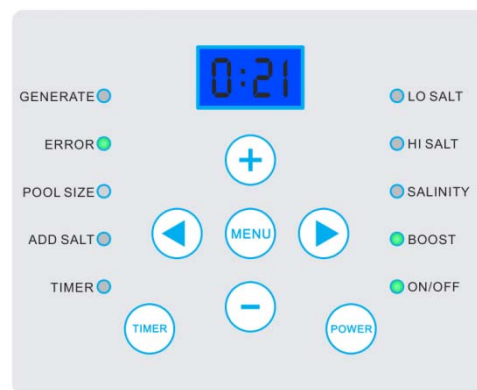 0:21
GENERATE
LO SALT
ERROR
HI SALT
POOL SIZE
SALINITY
MENU
ADD SALT
BOOST
TIMER
ON/OFF
TIMER
POWER